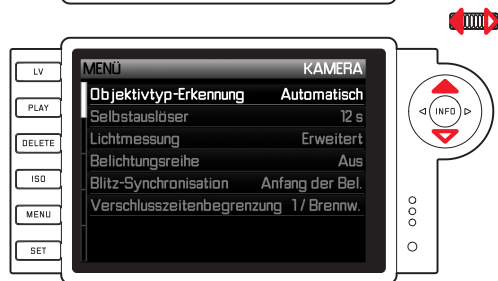 LV
PLAY
DELETE
ISO
MENU
SET
MENÜ KAMERA
Objektivtyp-Erkennung Automatisch
Selbstauslöser 12 s
Lichtmessung Erweitert
Belichtungsreihe Aus
Blitz-Synchronisation Anfang der Bel.
Verschlusszeitenbegrenzung 1 / Brennw.
INFO